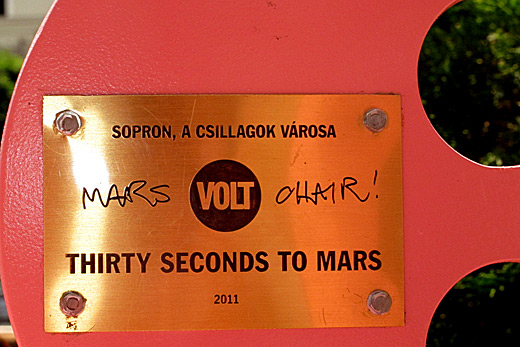 SOPRON, A CSILLAGOK VÁROSA
MARS VOLT CHAIR!
THIRTY SECONDS TO MARS
2011